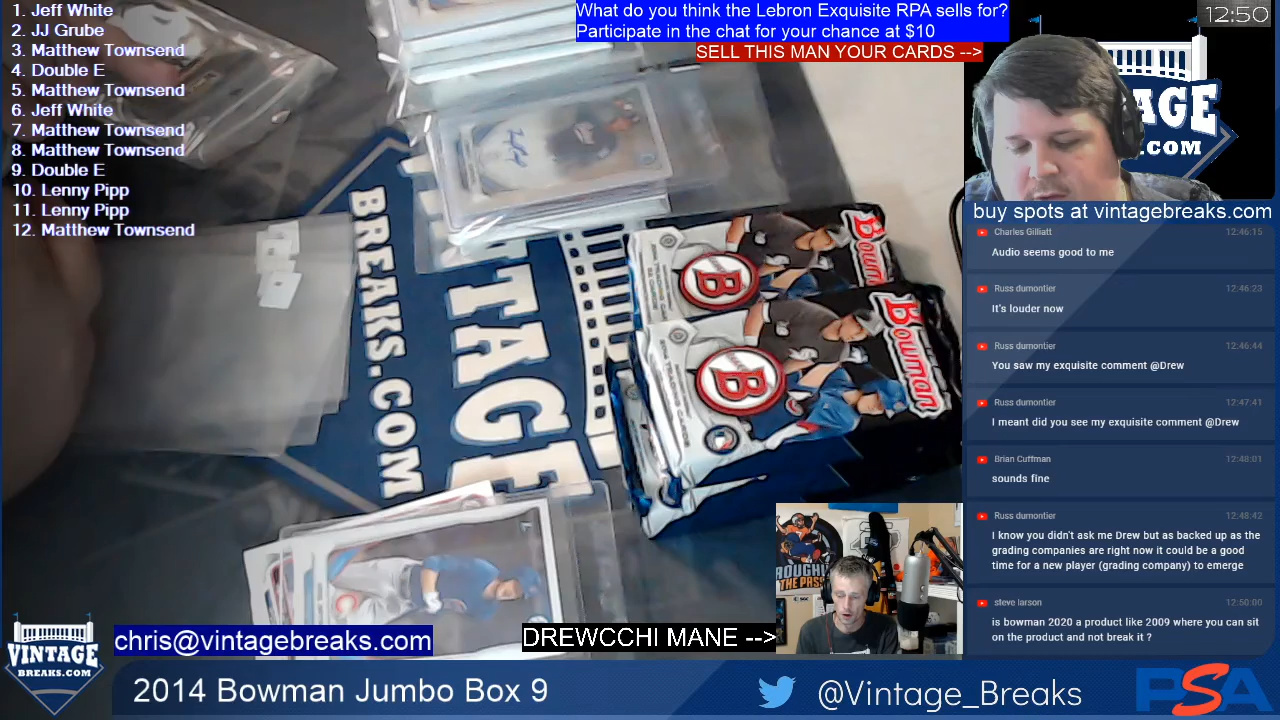 1. Jeff White
2. JJ Grube
3. Matthew Townsend
4. Double E
5. Matthew Townsend
6. Jeff White
7. Matthew Townsend
8. Matthew Townsend
9. Double E
10. Lenny Pipp
11. Lenny Pipp
12. Matthew Townsend
What do you think the Lebron Exquisite RPA sells for?
Participate in the chat for your chance at $10
SELL THIS MAN YOUR CARDS -->
12:50
AGE
.COM
buy spots at vintagebreaks.com
Charles Gilliatt 12:46:15
Audio seems good to me
Russ dumontier 12:46:23
It's louder now
Russ dumontier 12:46:44
You saw my exquisite comment @Drew
Russ dumontier 12:47:41
I meant did you see my exquisite comment @Drew
Brian Cuffman 12:48:01
sounds fine
Russ dumontier 12:48:42
I know you didn't ask me Drew but as backed up as the
grading companies are right now it could be a good
time for a new player (grading company) to emerge
steve larson 12:50:00
is bowman 2020 a product like 2009 where you can sit
on the product and not break it ?
BREAKS.COM
TAGE
Bowman
B
Bowman
B
THE PASS
DREWCCHI MANE -->
chris@vintagebreaks.com
VINTAGE
BREAKS.COM
2014 Bowman Jumbo Box 9
@Vintage_Breaks
PSA